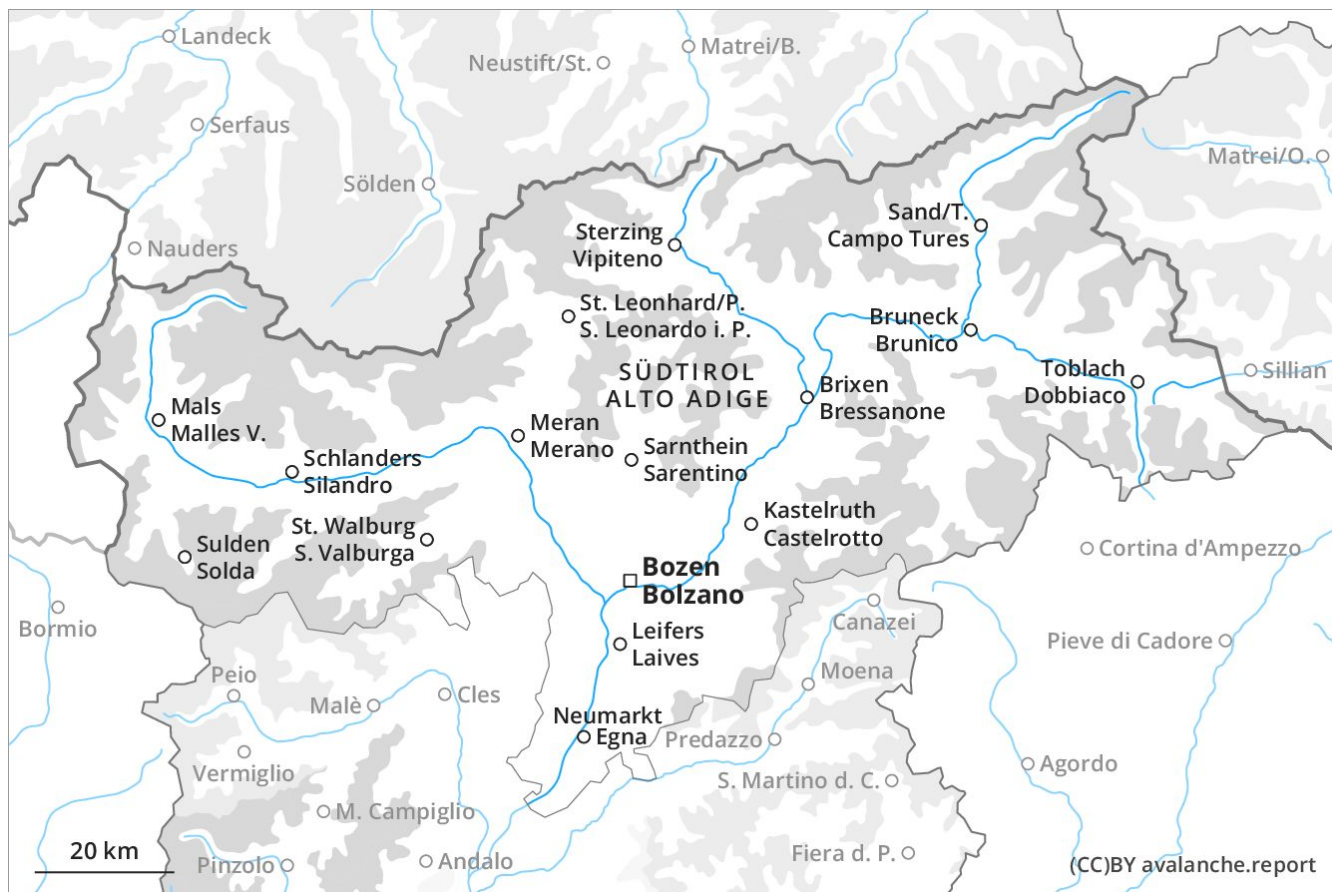 Landeck
Matrei/B.
Neustift/St.
Serfaus
Matrei/O.
Sölden
Sand/T.
Campo Tures
Sterzing
Vipiteno
Nauders
St. Leonhard/P.
S. Leonardo i. P.
Bruneck
Brunico
SÜDTIROL
ALTO ADIGE
Toblach
Dobbiaco
Sillian
Brixen
Bressanone
Mals
Malles V.
Meran
Merano
Sarnthein
Sarentino
Schlanders
Silandro
Kastelruth
Castelrotto
St. Walburg
S. Valburga
Sulden
Solda
Cortina d'Ampezzo
Bozen
Bolzano
Bormio
Canazei
Leifers
Laives
Pieve di Cadore
Peio
Moena
Malè
Cles
Neumarkt
Egna
Predazzo
Vermiglio
Agordo
S. Martino d. C.
M. Campiglio
20 km
Pinzolo
Andalo
Fiera d. P.
(CC)BY avalanche.report